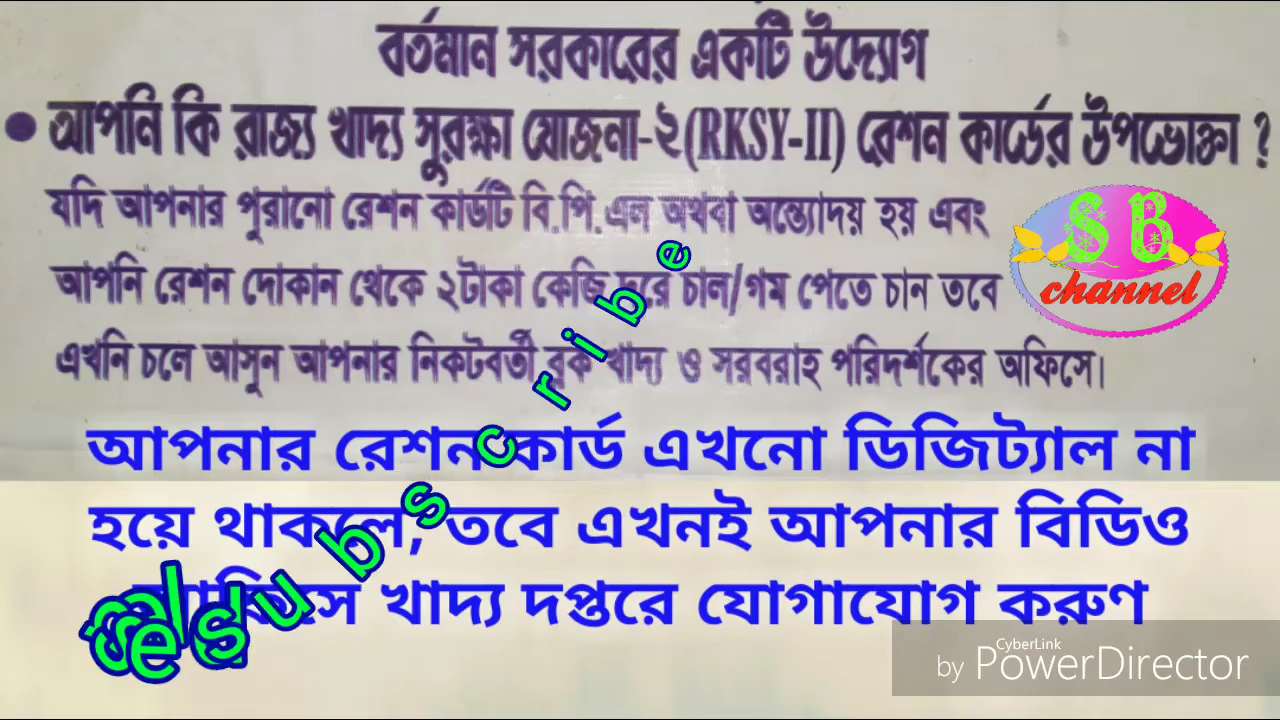 বর্তমান সরকারের একটি উদ্যোগ
আপনি কি রাজ্য খাদ্য সুরক্ষা যোজনা-২(RKSY-II) রেশন কার্ডের উপভোক্তা ?
যদি আপনার পুরানো রেশন কার্ডটি বি.পি.এল অথবা অন্ত্যোদয় হয় এবং
আপনি রেশন দোকান থেকে ২টাকা কেজি দরে চাল/গম পেতে চান তবে
এখনি চলে আসুন আপনার নিকটবর্তী ব্লক খাদ্য ও সরবরাহ পরিদর্শকের অফিসে।
SB
channel
আপনার রেশন কার্ড এখনো ডিজিট্যাল না
হয়ে থাকলে, তবে এখনই আপনার বিডিও
খাদ্য দপ্তরে যোগাযোগ করুণ
subscribe
by CyberLink PowerDirector